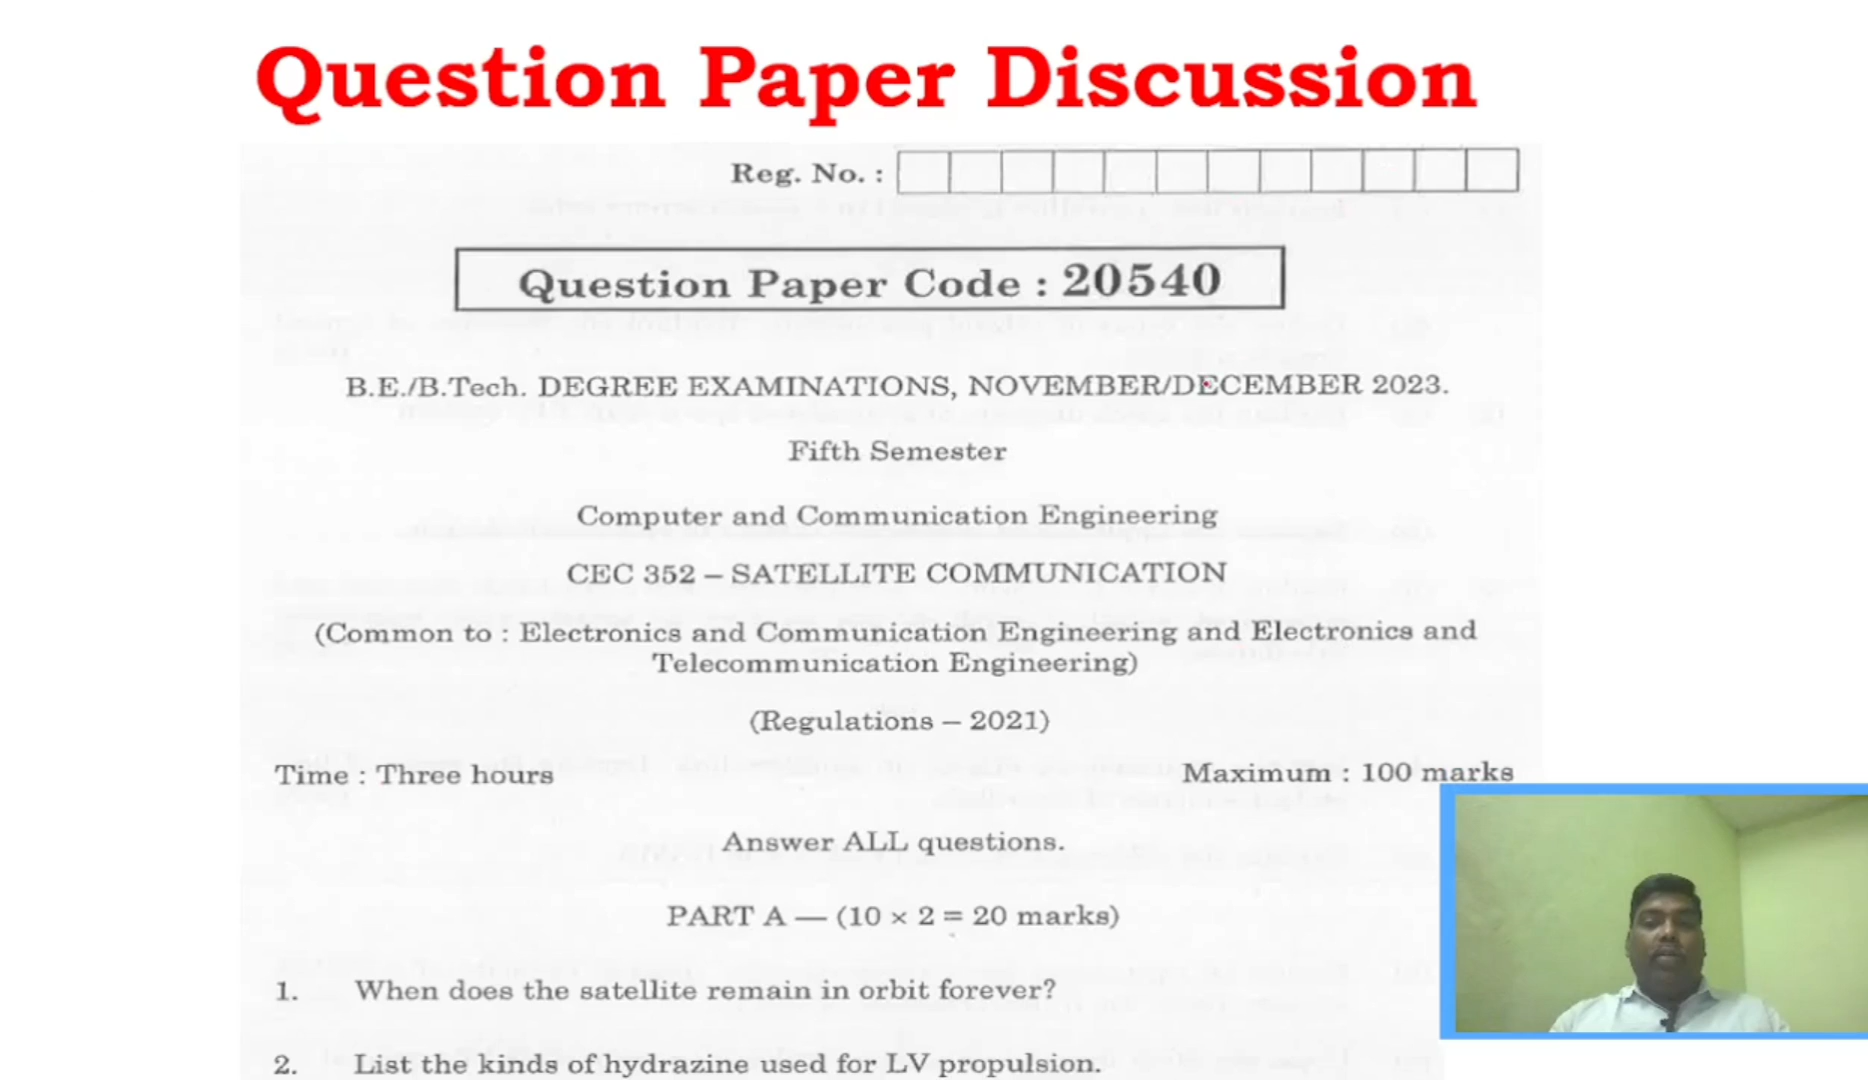 Question Paper Discussion
Reg. No. :
Question Paper Code : 20540
B.E./B.Tech. DEGREE EXAMINATIONS, NOVEMBER/DECEMBER 2023.
Fifth Semester
Computer and Communication Engineering
CEC 352 – SATELLITE COMMUNICATION
(Common to : Electronics and Communication Engineering and Electronics and
Telecommunication Engineering)
(Regulations – 2021)
Time : Three hours Maximum : 100 marks
Answer ALL questions.
PART A — (10 × 2 = 20 marks)
1. When does the satellite remain in orbit forever?
2. List the kinds of hydrazine used for LV propulsion.